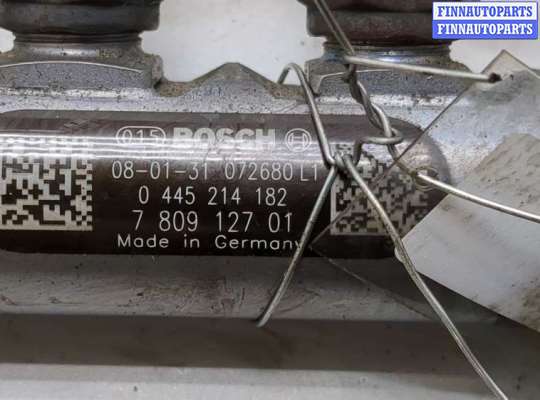 FINNAUTOPARTS
FINNAUTOPARTS
015 BOSCH
08-01-31 072680 L1
0 445 214 182
7 809 127 01
Made in Germany